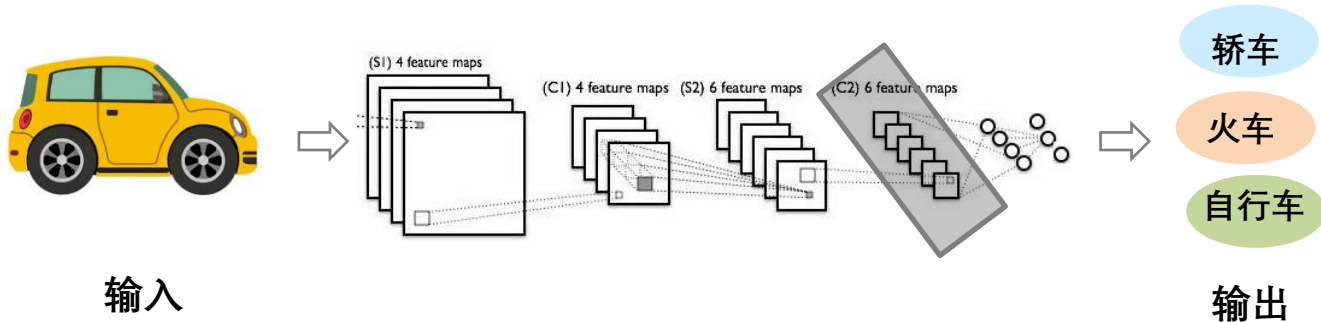 (S1) 4 feature maps
(C1) 4 feature maps
(S2) 6 feature maps
(C2) 6 feature maps
轿车
火车
自行车
输入
输出